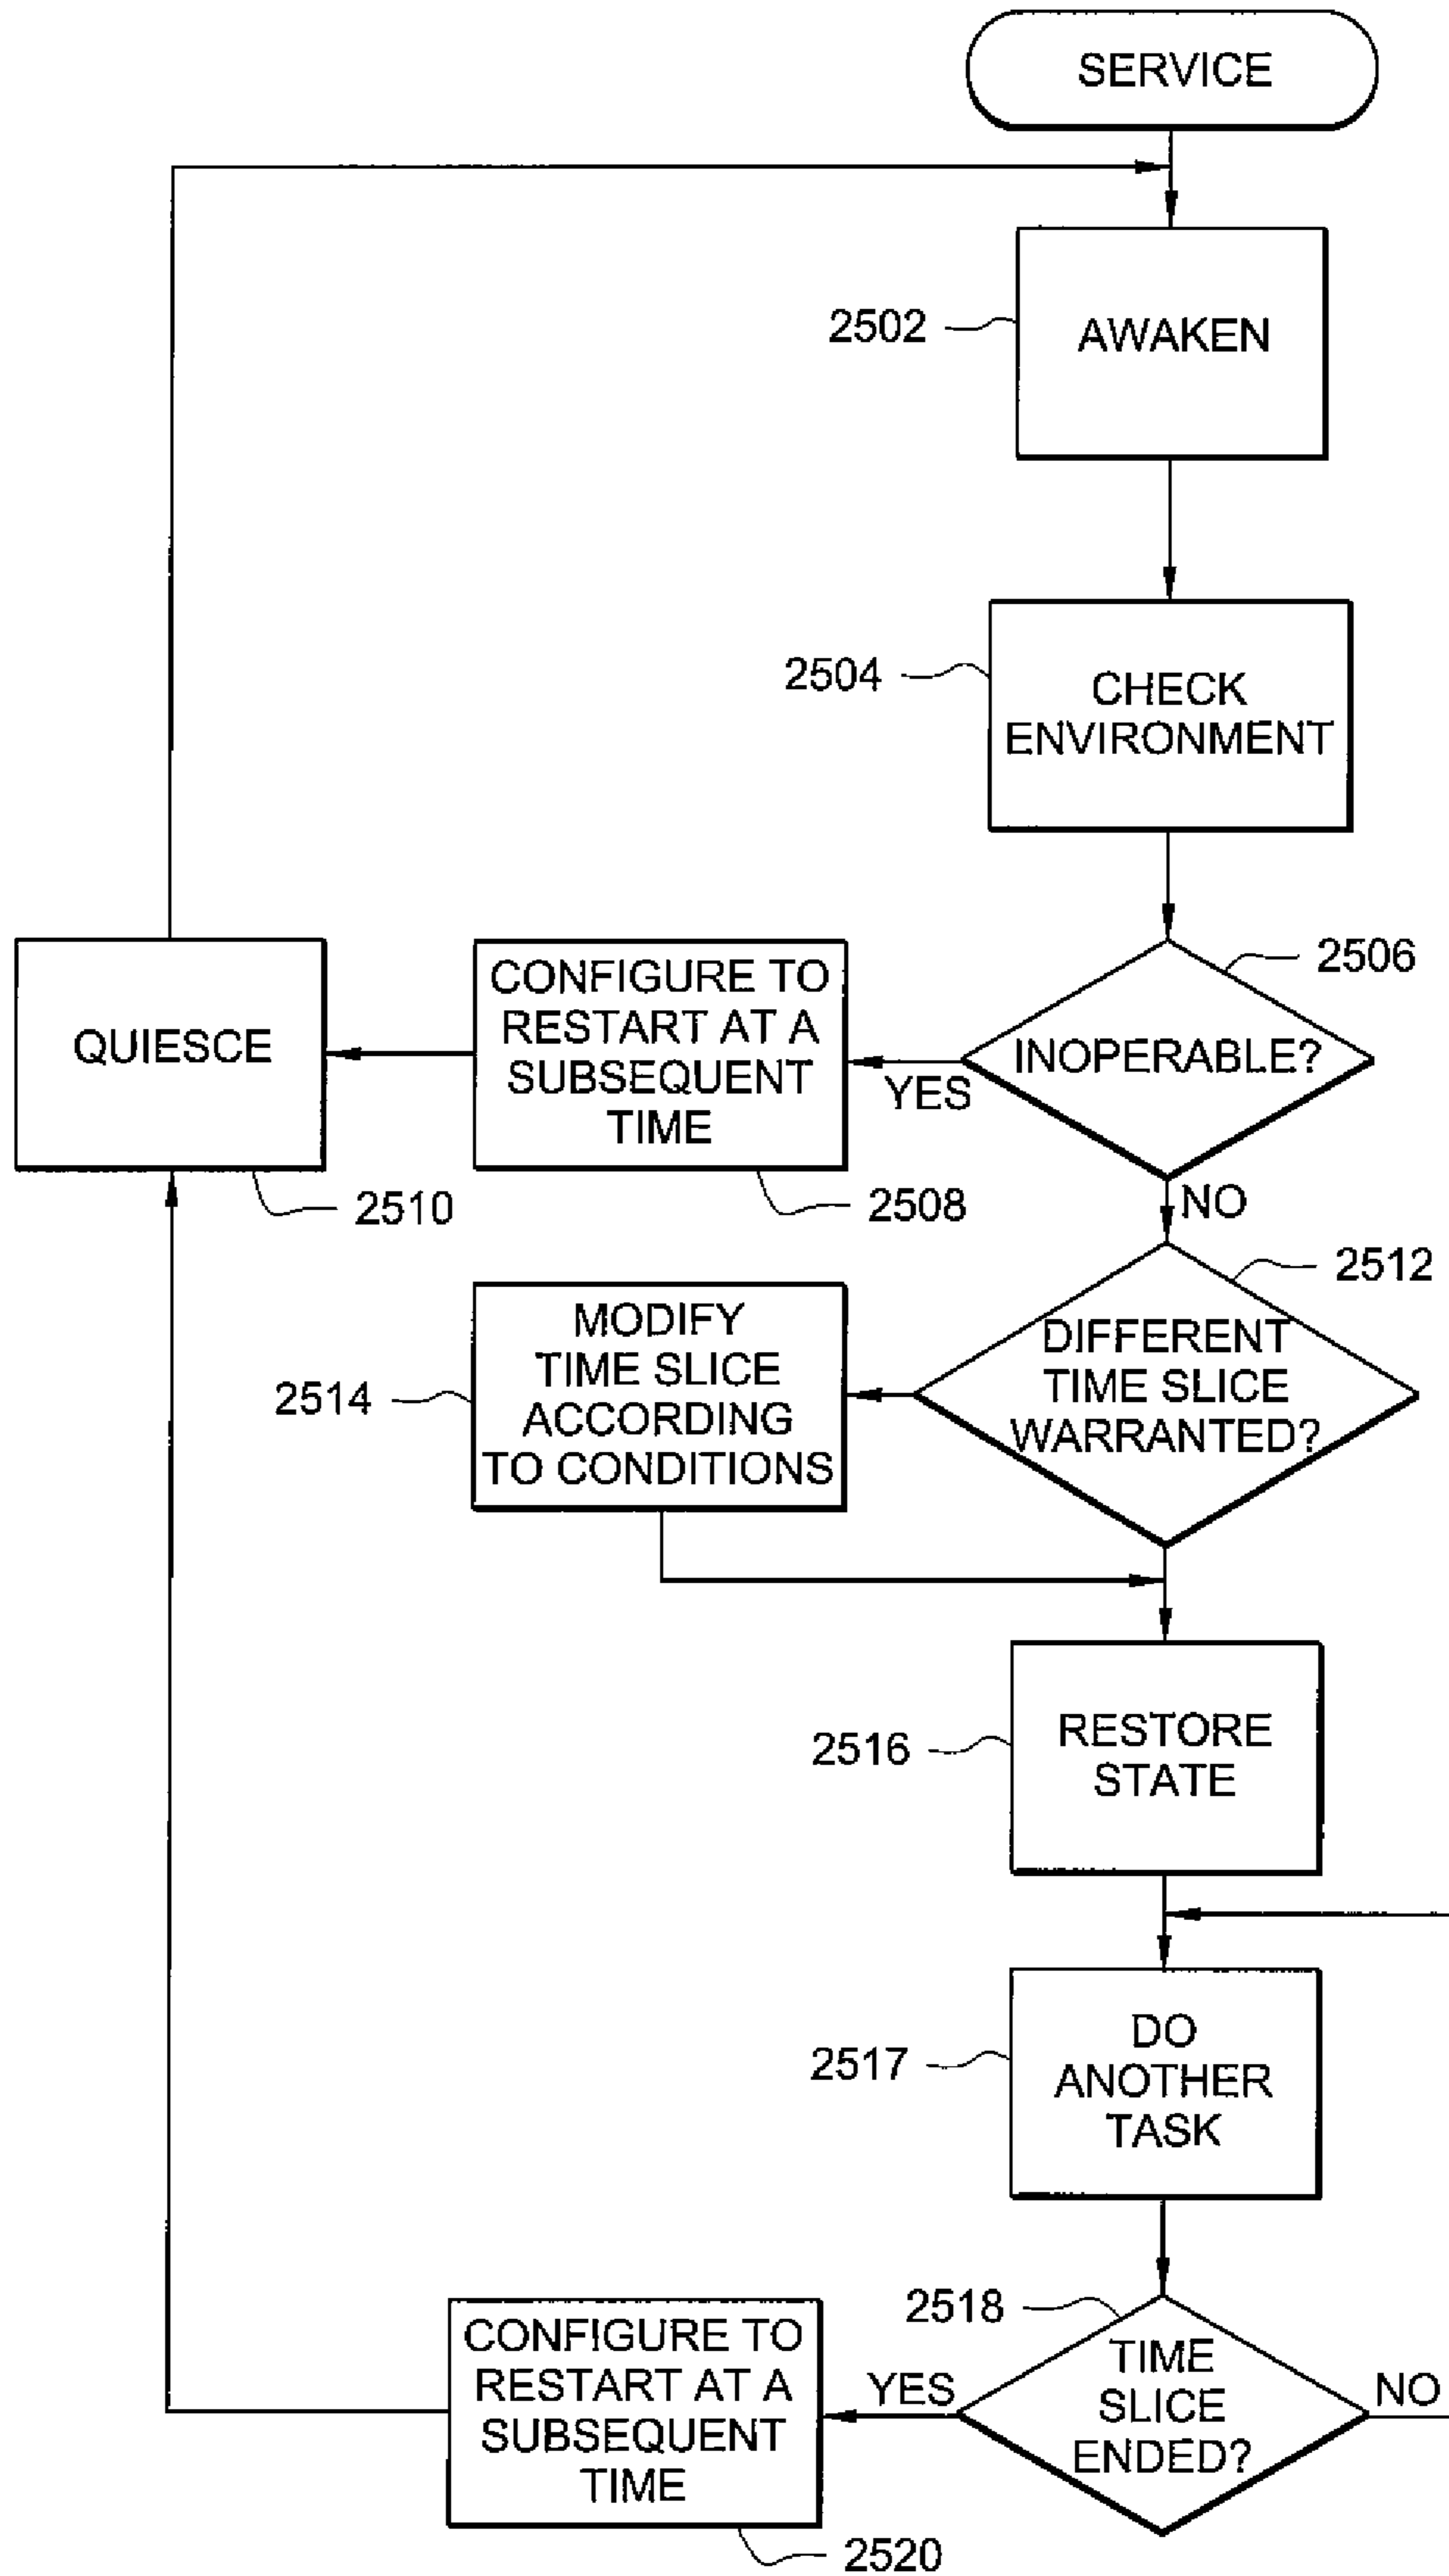 SERVICE
2502
AWAKEN
2504
CHECK
ENVIRONMENT
2506
INOPERABLE?
YES
NO
CONFIGURE TO
RESTART AT A
SUBSEQUENT
TIME
2508
QUIESCE
2510
2512
DIFFERENT
TIME SLICE
WARRANTED?
MODIFY
TIME SLICE
ACCORDING
TO CONDITIONS
2514
2516
RESTORE
STATE
2517
DO
ANOTHER
TASK
2518
TIME
SLICE
ENDED?
YES
NO
CONFIGURE TO
RESTART AT A
SUBSEQUENT
TIME
2520